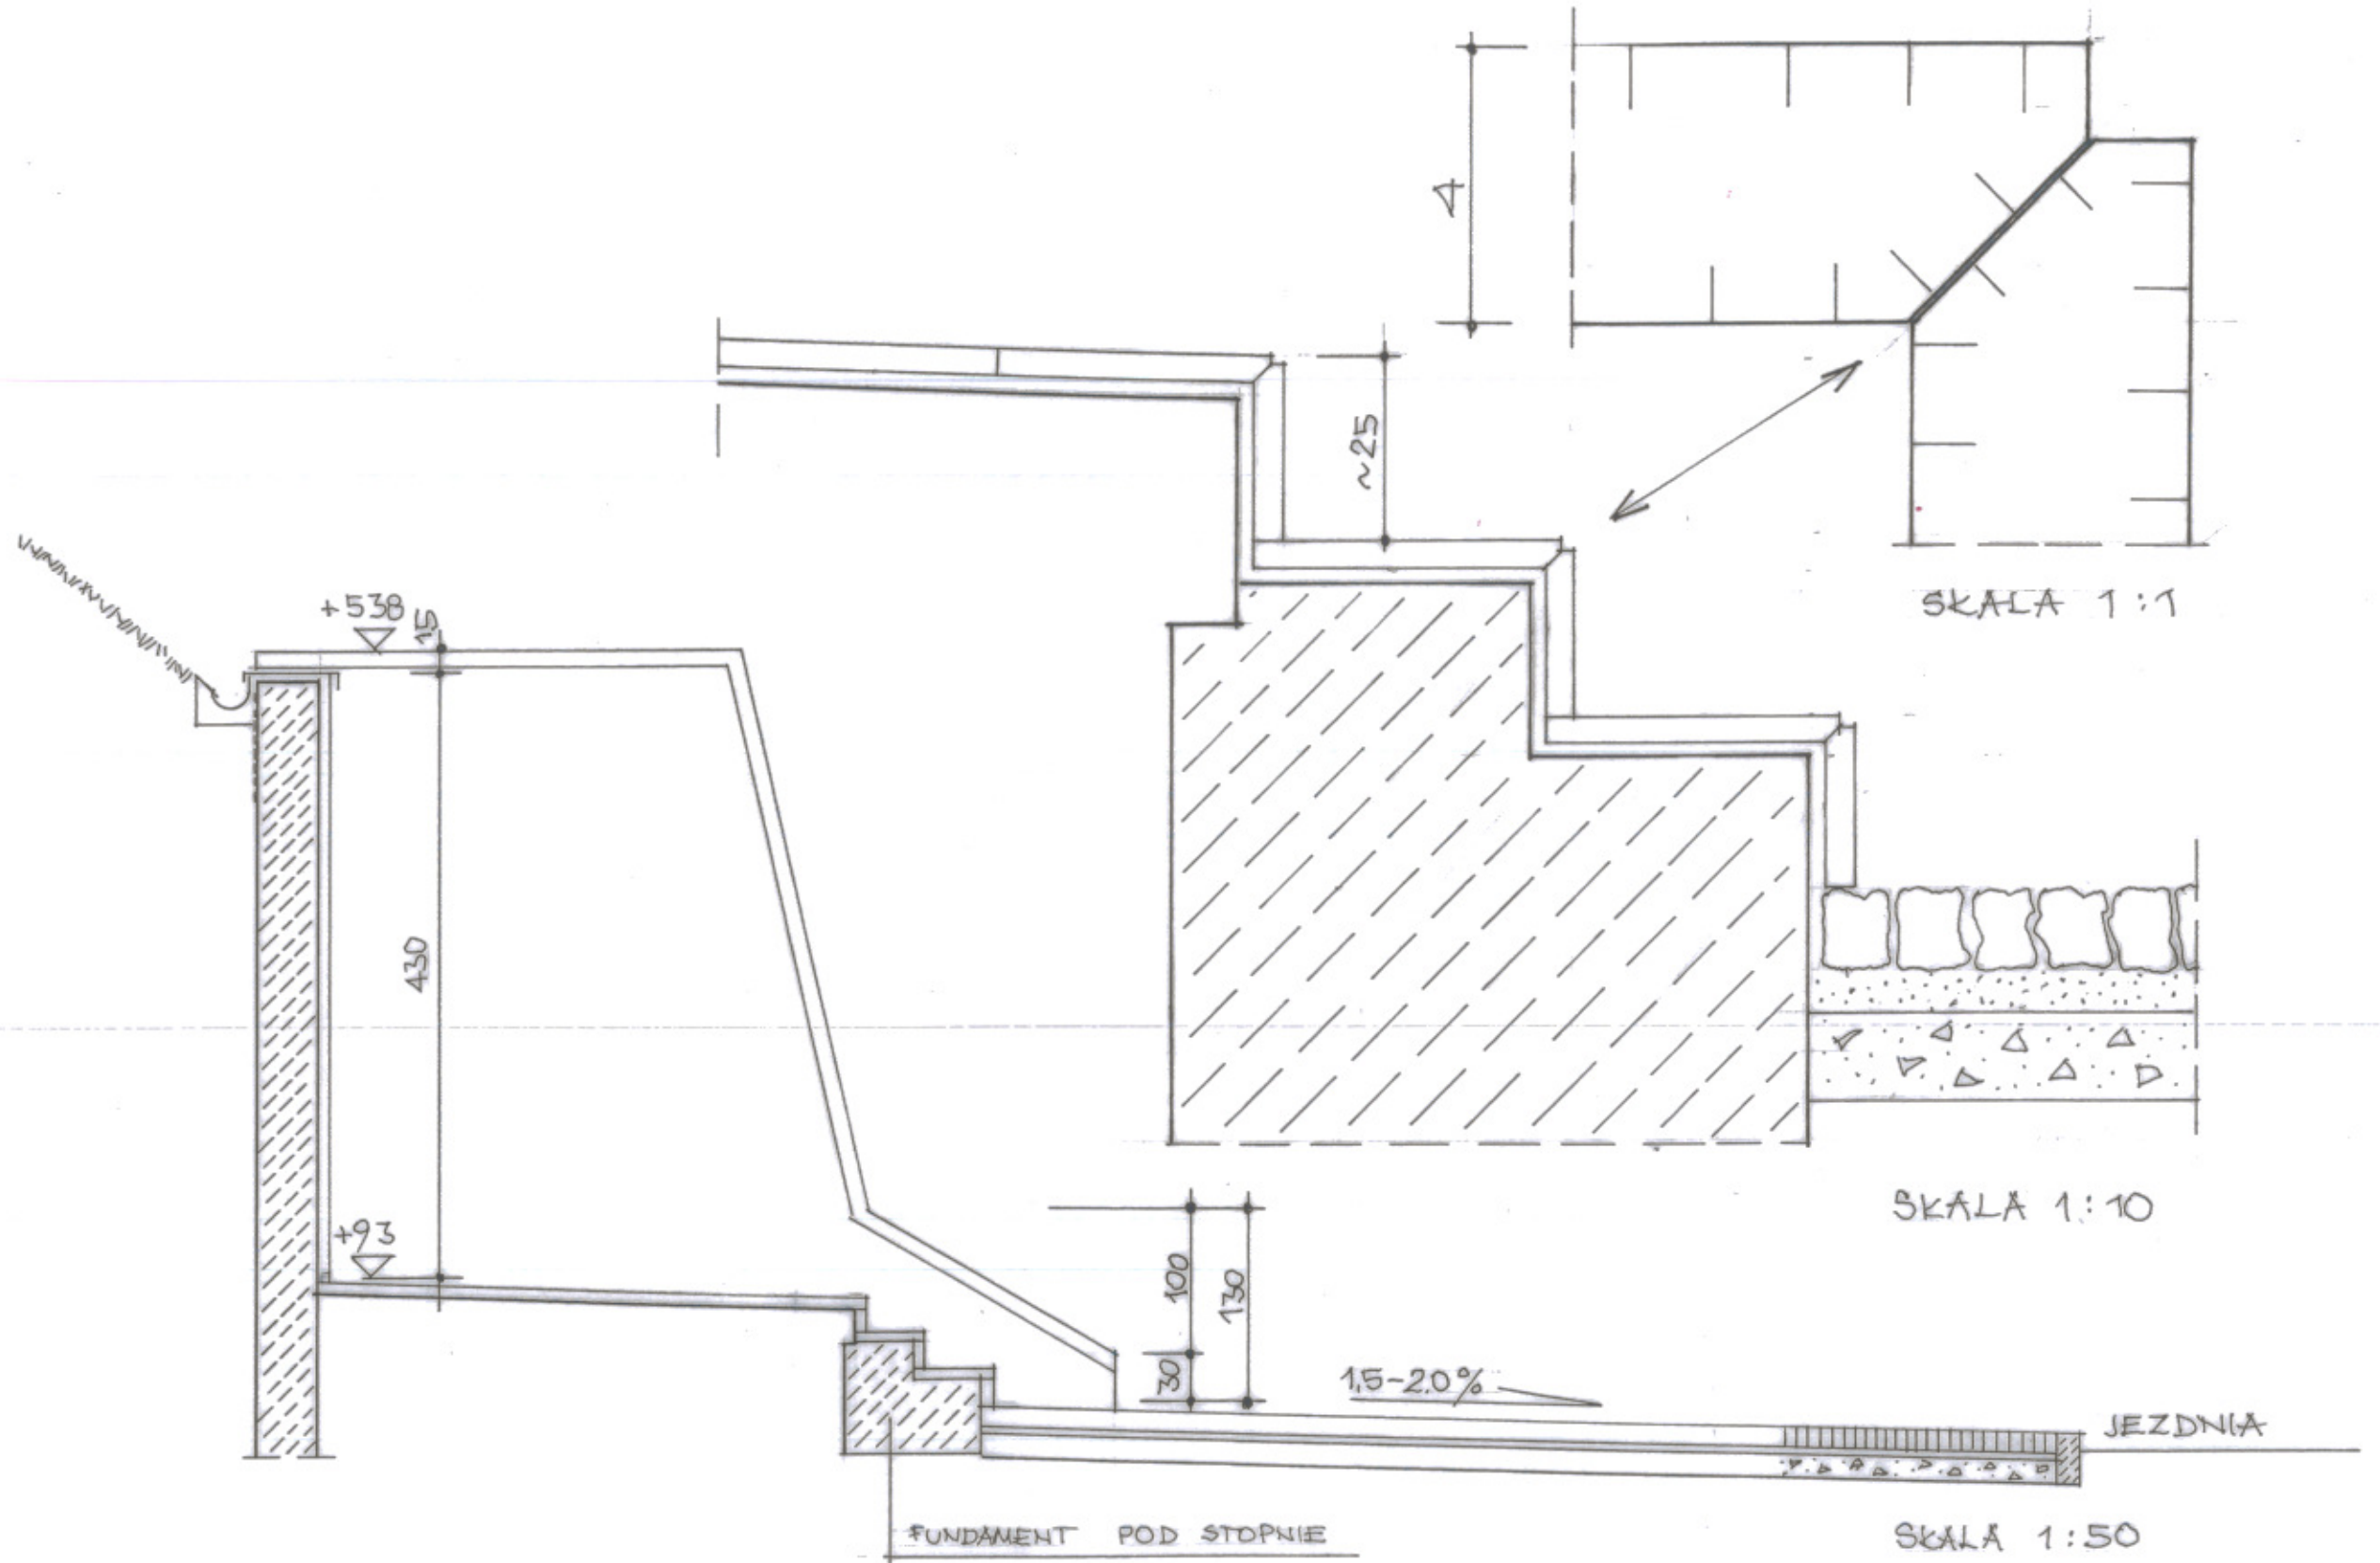 4
SKALA 1:1
~25
+538
15
430
+93
SKALA 1:10
100
130
30
1,5-2.0%
JEZDNIA
FUNDAMENT POD STOPNIE
SKALA 1:50